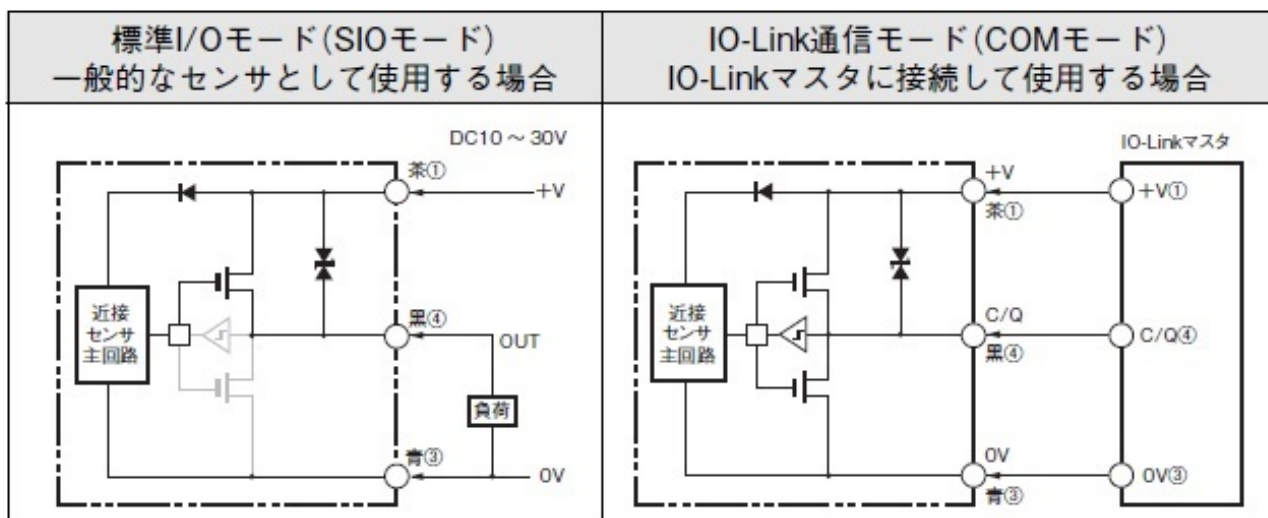 標準I/Oモード(SIOモード)
一般的なセンサとして使用する場合
IO-Link通信モード(COMモード)
IO-Linkマスタに接続して使用する場合
DC10～30V
茶①
+V
近接
センサ
主回路
黒④
OUT
負荷
青③
0V
IO-Linkマスタ
+V
茶①
+V①
近接
センサ
主回路
C/Q
黒④
C/Q④
0V
青③
0V③